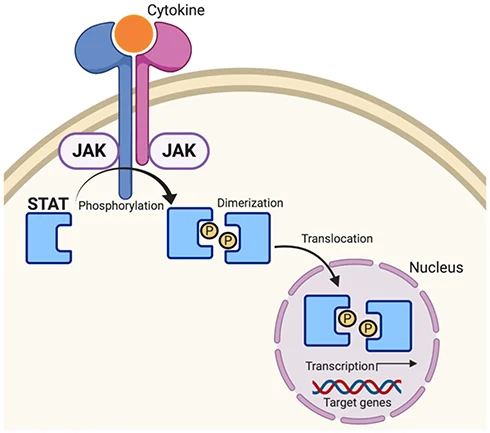 Cytokine
JAK
JAK
STAT
Phosphorylation
Dimerization
P
P
Translocation
Nucleus
P
P
Transcription
Target genes